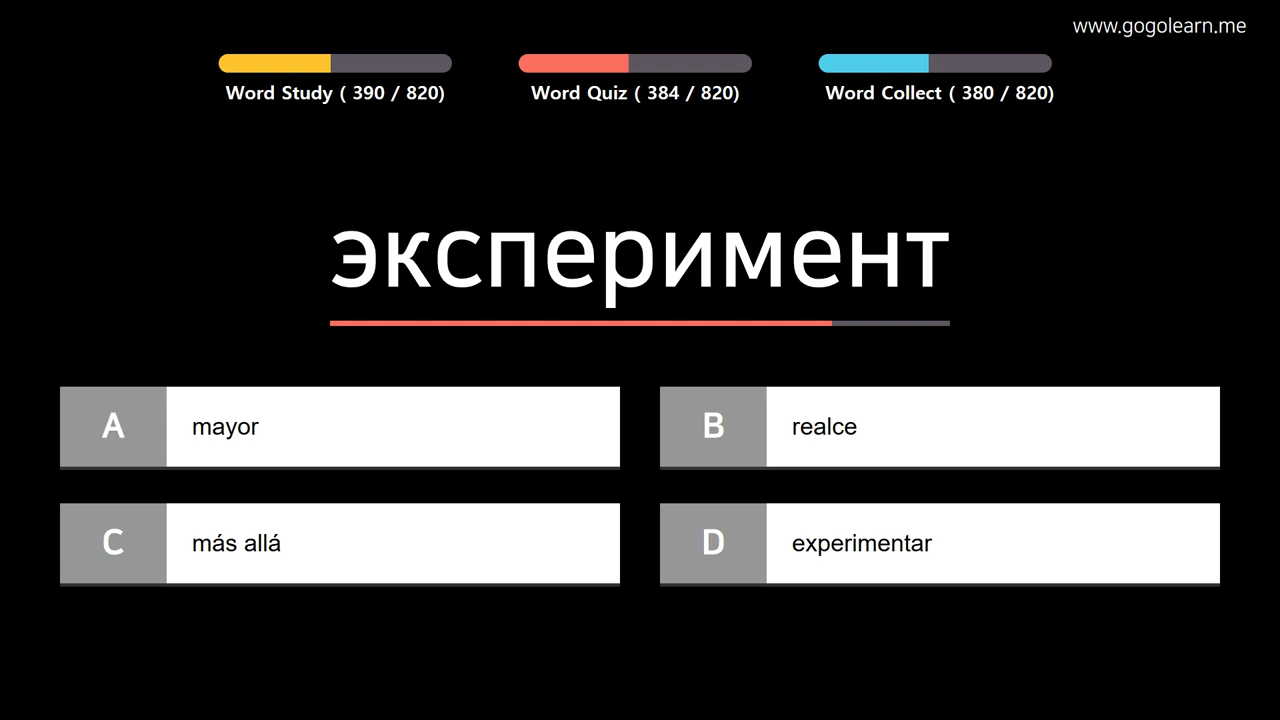 www.gogolearn.me
Word Study ( 390 / 820)
Word Quiz ( 384 / 820)
Word Collect ( 380 / 820)
эксперимент
A mayor
B realce
C más allá
D experimentar